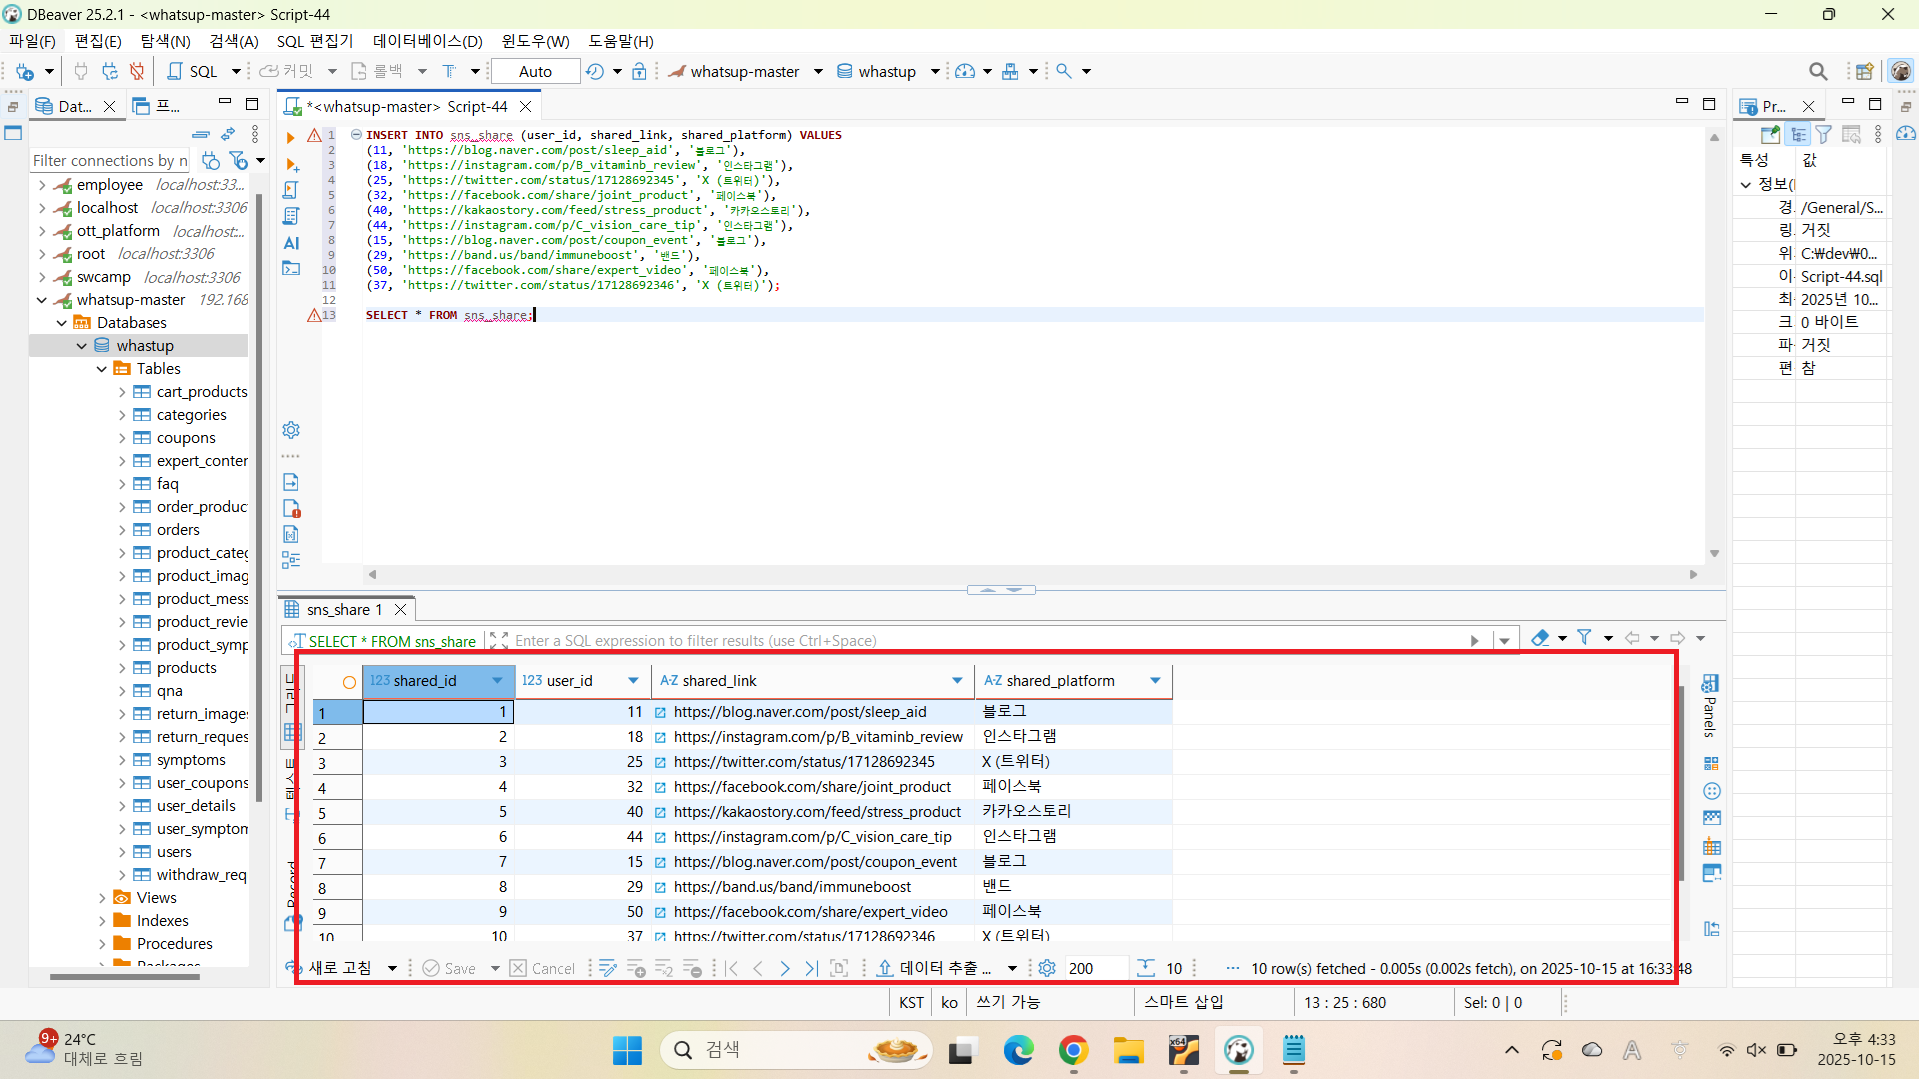 DBeaver 25.2.1 - <whatsup-master> Script-44
파일(F) 편집(E) 탐색(N) 검색(A) SQL 편집기 데이터베이스(D) 윈도우(W) 도움말(H)
SQL 커밋 롤백 T Auto whatsup-master whastup
Dat... 프... *<whatsup-master> Script-44 Pr...
Filter connections by n
employee localhost:33...
localhost localhost:3306
ott_platform localhost:...
root localhost:3306
swcamp localhost:3306
whatsup-master 192.168
Databases
whastup
Tables
cart_products
categories
coupons
expert_conter
faq
order_produc
orders
product_categ
product_imag
product_mess
product_revie
product_symp
products
qna
return_images
return_reques
symptoms
user_coupons
user_details
user_symptom
users
withdraw_req
Views
Indexes
Procedures
Packages
AI
1 INSERT INTO sns_share (user_id, shared_link, shared_platform) VALUES
2 (11, 'https://blog.naver.com/post/sleep_aid', '블로그'),
3 (18, 'https://instagram.com/p/B_vitaminb_review', '인스타그램'),
4 (25, 'https://twitter.com/status/17128692345', 'X (트위터)'),
5 (32, 'https://facebook.com/share/joint_product', '페이스북'),
6 (40, 'https://kakaostory.com/feed/stress_product', '카카오스토리'),
7 (44, 'https://instagram.com/p/C_vision_care_tip', '인스타그램'),
8 (15, 'https://blog.naver.com/post/coupon_event', '블로그'),
9 (29, 'https://band.us/band/immuneboost', '밴드'),
10 (50, 'https://facebook.com/share/expert_video', '페이스북'),
11 (37, 'https://twitter.com/status/17128692346', 'X (트위터)');
12
13 SELECT * FROM sns_share;
특성 값
정보(
경. /General/S...
링. 거짓
위. C:₩dev₩0...
이. Script-44.sql
최. 2025년 10...
크. 0 바이트
파. 거짓
편. 참
sns_share 1
SELECT * FROM sns_share Enter a SQL expression to filter results (use Ctrl+Space)
그리드
텍스트
Record
123 shared_id 123 user_id A-Z shared_link A-Z shared_platform
1 1 11 https://blog.naver.com/post/sleep_aid 블로그
2 2 18 https://instagram.com/p/B_vitaminb_review 인스타그램
3 3 25 https://twitter.com/status/17128692345 X (트위터)
4 4 32 https://facebook.com/share/joint_product 페이스북
5 5 40 https://kakaostory.com/feed/stress_product 카카오스토리
6 6 44 https://instagram.com/p/C_vision_care_tip 인스타그램
7 7 15 https://blog.naver.com/post/coupon_event 블로그
8 8 29 https://band.us/band/immuneboost 밴드
9 9 50 https://facebook.com/share/expert_video 페이스북
10 10 37 https://twitter.com/status/17128692346 X (트위터)
Panels
새로 고침 Save Cancel 데이터 추출 ... 200 10 ... 10 row(s) fetched - 0.005s (0.002s fetch), on 2025-10-15 at 16:33:48
KST ko 쓰기 가능 스마트 삽입 13 : 25 : 680 Sel: 0 | 0
9+ 24°C
대체로 흐림
검색
x64
A
오후 4:33
2025-10-15